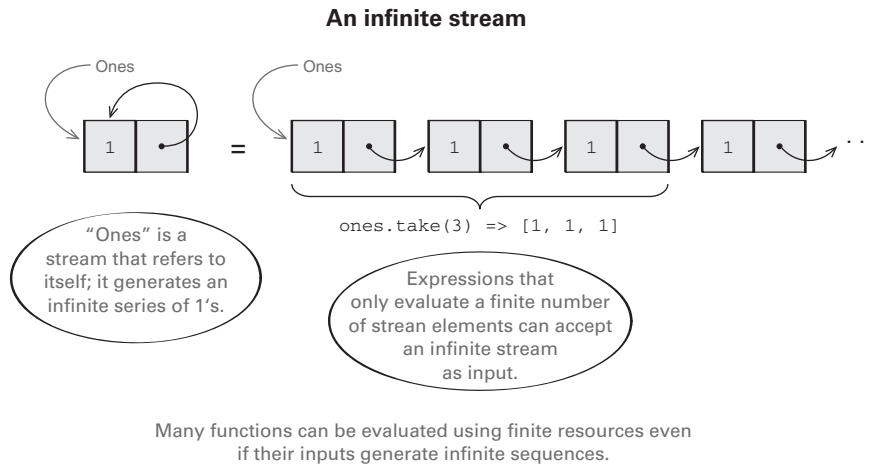 An infinite stream
Ones
Ones
1
=
1
1
1
1
. .
ones.take(3) => [1, 1, 1]
“Ones” is a
stream that refers to
itself; it generates an
infinite series of 1‘s.
Expressions that
only evaluate a finite number
of strean elements can accept
an infinite stream
as input.
Many functions can be evaluated using finite resources even
if their inputs generate infinite sequences.